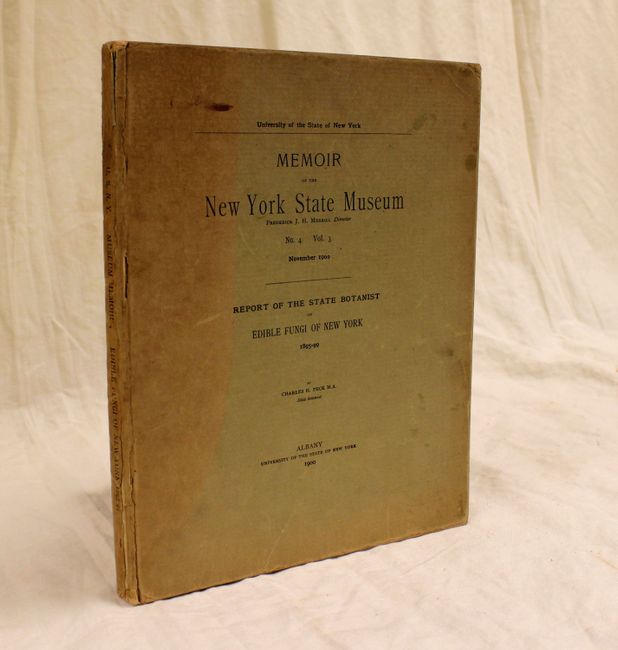 University of the State of New York
MEMOIR
OF THE
New York State Museum
FREDERICK J. H. MERRILL Director
No. 4 Vol. 3
November 1900
REPORT OF THE STATE BOTANIST
ON
EDIBLE FUNGI OF NEW YORK
1895-99
BY
CHARLES H. PECK M.A.
State botanist
ALBANY
UNIVERSITY OF THE STATE OF NEW YORK
1900
U. S. N. Y. MUSEUM MEMOIR 4 EDIBLE FUNGI OF NEW YORK